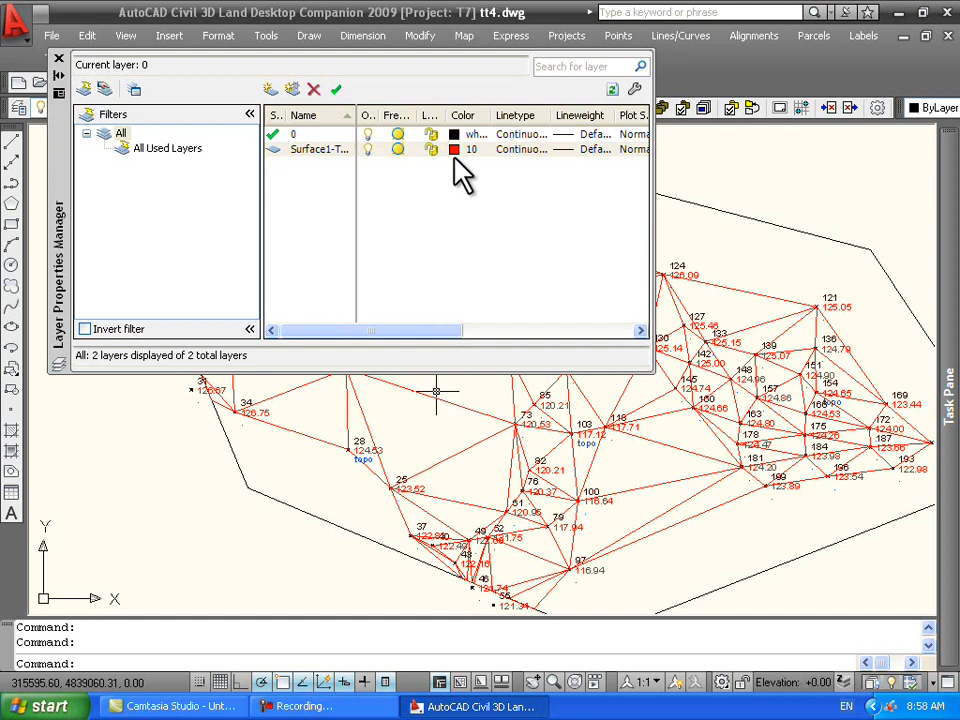 AutoCAD Civil 3D Land Desktop Companion 2009 [Project: T7] tt4.dwg
Type a keyword or phrase
File Edit View Insert Format Tools Draw Dimension Modify Map Express Projects Points Lines/Curves Alignments Parcels Labels
Current layer: 0
Search for layer
ByLayer
Filters
All
All Used Layers
S.. Name O. Fre... L... Color Linetype Lineweight Plot S
0 wh... Continuo... Defa... Norma
Surface1-T... 10 Continuo... Defa... Norma
Invert filter
All: 2 layers displayed of 2 total layers
Layer Properties Manager
Task Pane
124
126.09
121
125.05
127
125.46
133
125.15
125.14
136
124.79
139
125.07
142
125.00
151
124.90
148
124.96
145
124.74
154
124.65
topo
157
124.86
169
123.44
160
124.66
124.53
163
124.80
172
124.00
175
124.26
178
124.47
187
123.66
184
123.98
181
124.20
193
122.98
196
123.54
199
123.89
31
126.67
34
126.75
28
124.53
topo
25
123.52
85
120.21
73
120.53
103
117.12
topo
118
117.71
82
120.21
76
120.37
100
116.64
61
120.95
79
117.94
37
49
52
121.75
97
116.94
46
121.74
55
121.34
Y
X
A
Command:
Command:
Command:
315595.60, 4839060.31, 0.00
1:1
Elevation: +0.00
start
Camtasia Studio - Unt...
Recording...
AutoCAD Civil 3D Lan...
EN
8:58 AM